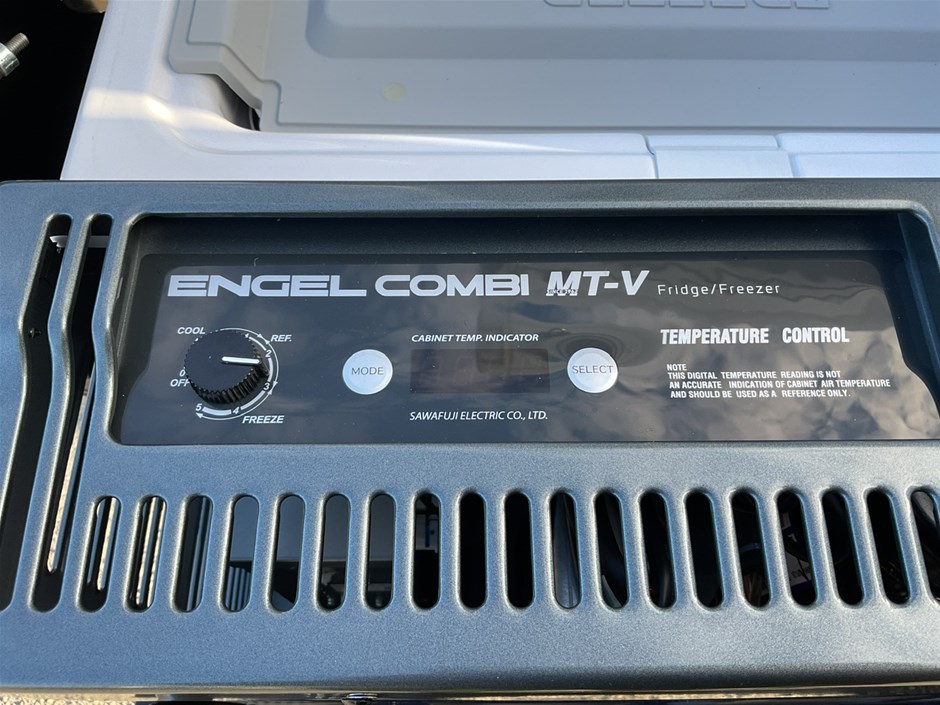 ENGEL COMBI MT-V Fridge/Freezer
COOL
REF.
2
3
4
5
OFF
FREEZE
MODE
CABINET TEMP. INDICATOR
SELECT
SAWAFUJI ELECTRIC CO., LTD.
TEMPERATURE CONTROL
NOTE
THIS DIGITAL TEMPERATURE READING IS NOT
AN ACCURATE INDICATION OF CABINET AIR TEMPERATURE
AND SHOULD BE USED AS A REFERENCE ONLY.